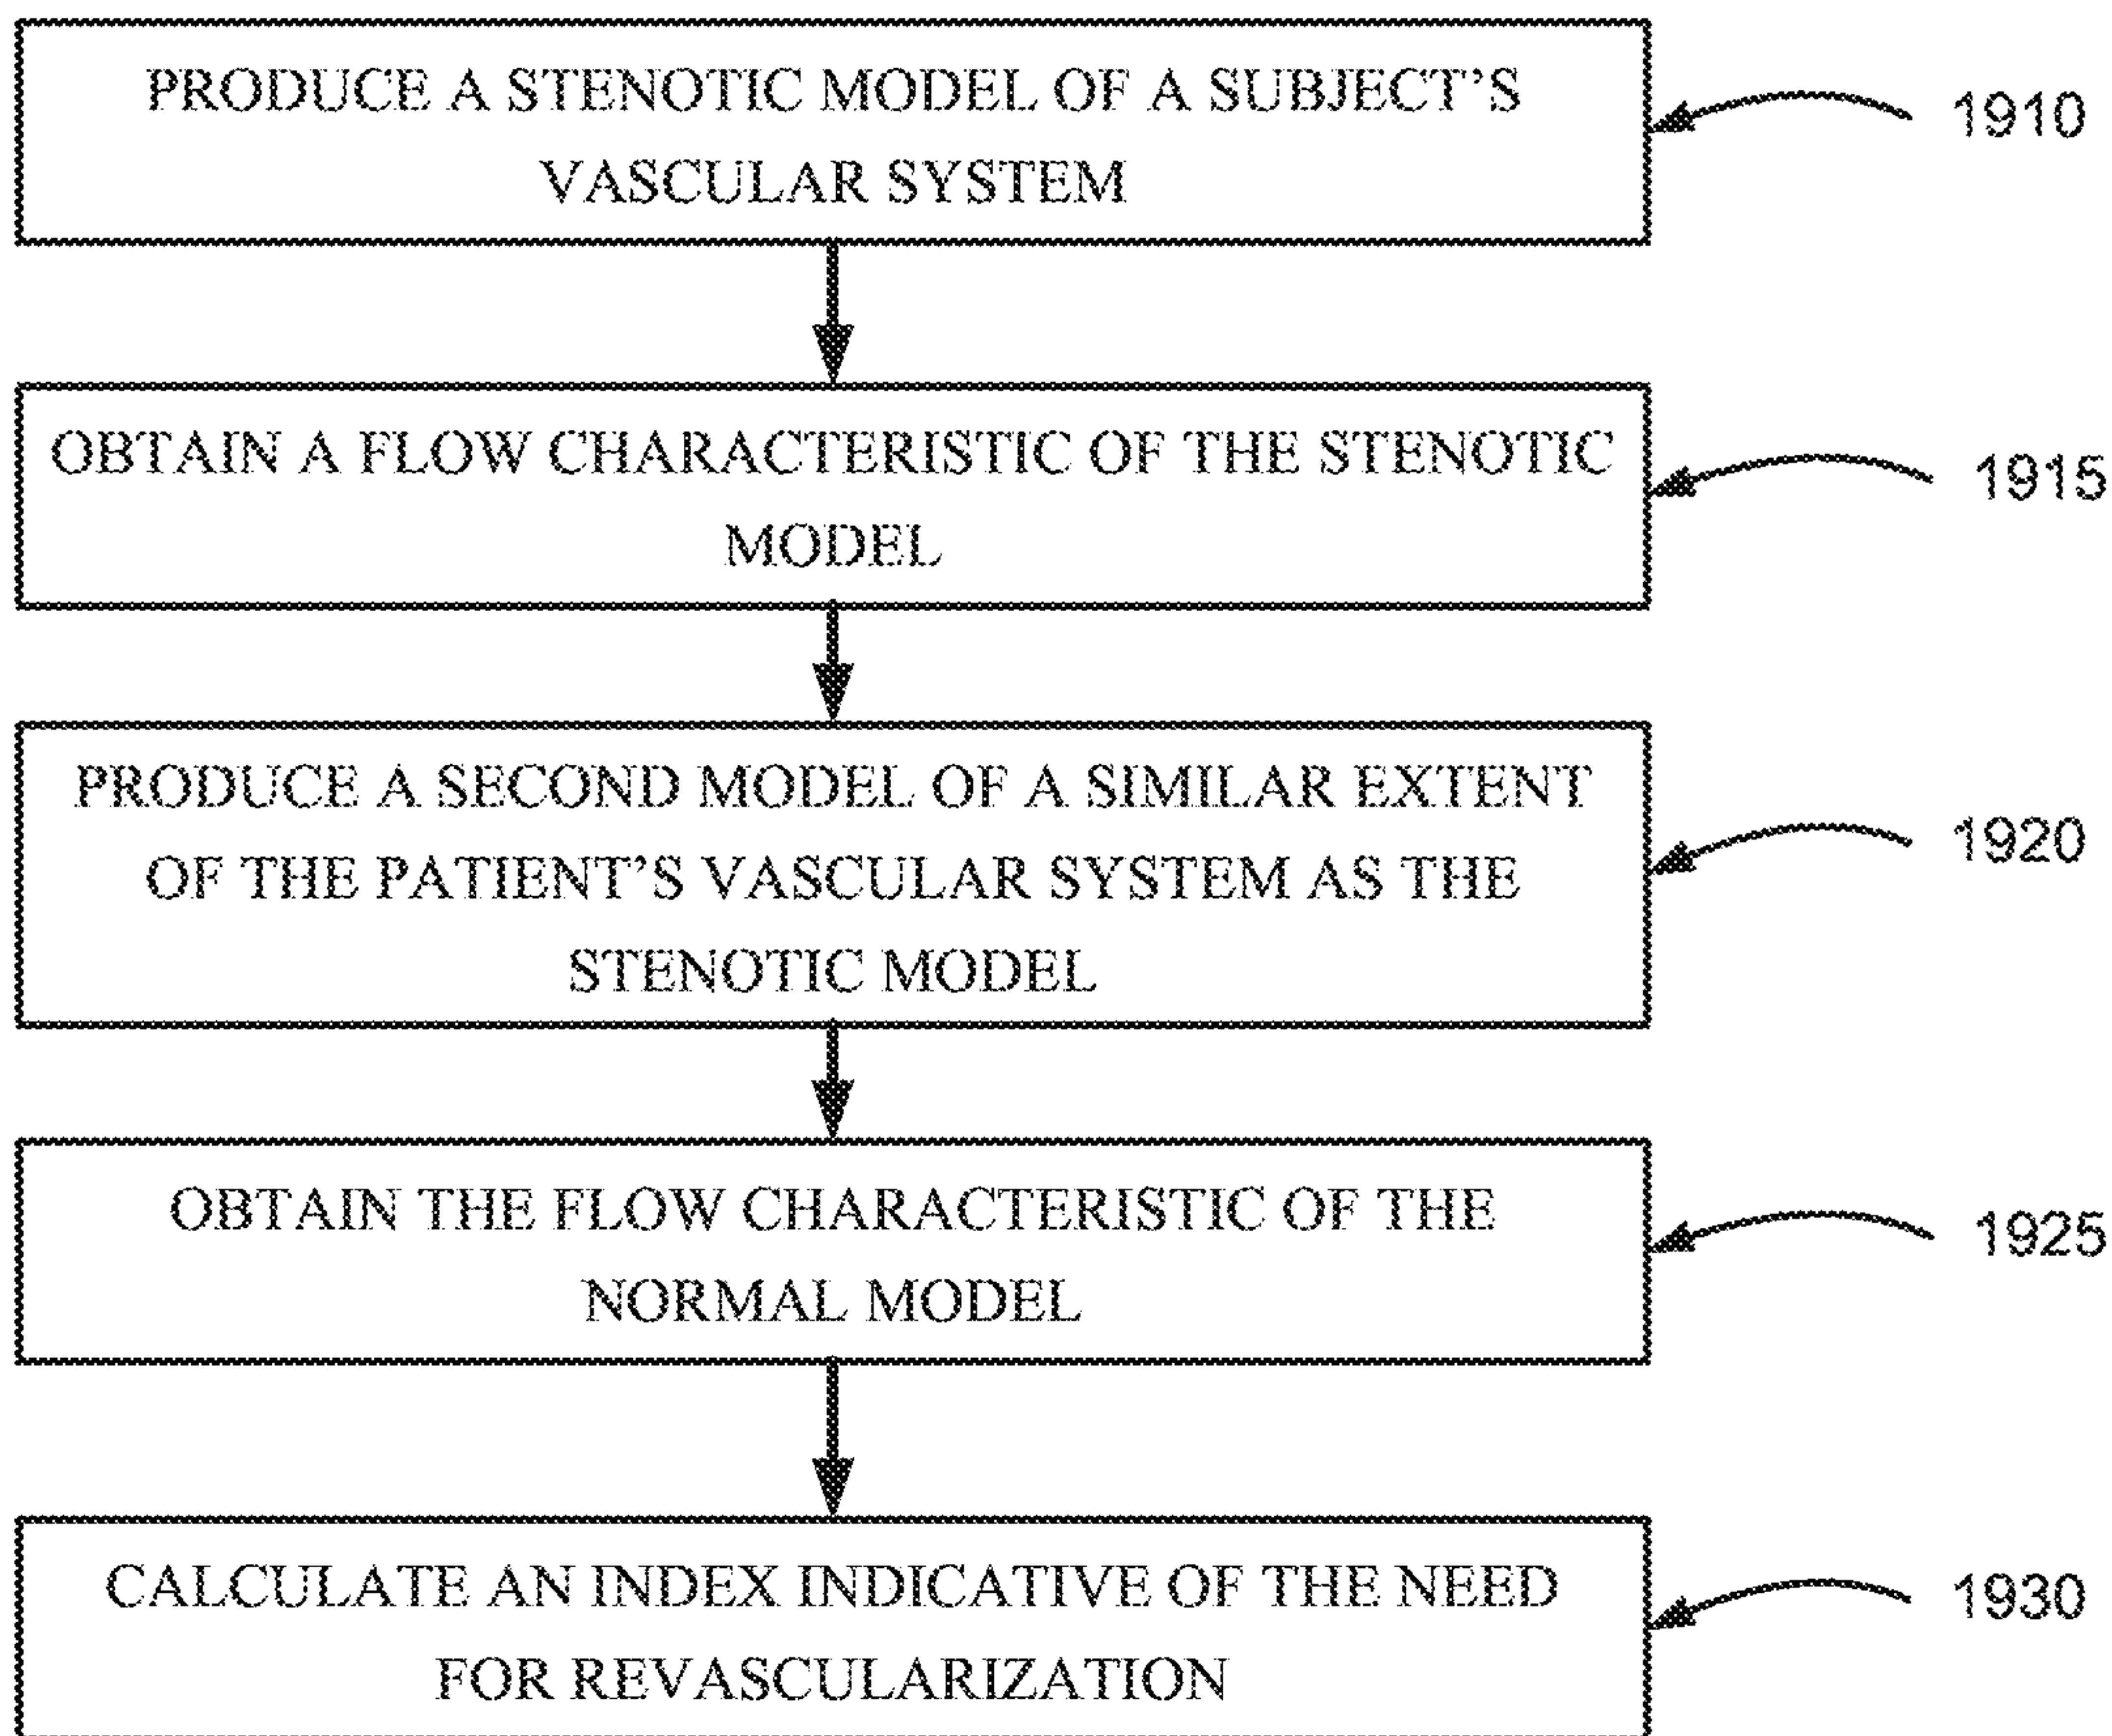 PRODUCE A STENOTIC MODEL OF A SUBJECT'S
VASCULAR SYSTEM
1910
OBTAIN A FLOW CHARACTERISTIC OF THE STENOTIC
MODEL
1915
PRODUCE A SECOND MODEL OF A SIMILAR EXTENT
OF THE PATIENT'S VASCULAR SYSTEM AS THE
STENOTIC MODEL
1920
OBTAIN THE FLOW CHARACTERISTIC OF THE
NORMAL MODEL
1925
CALCULATE AN INDEX INDICATIVE OF THE NEED
FOR REVASCULARIZATION
1930